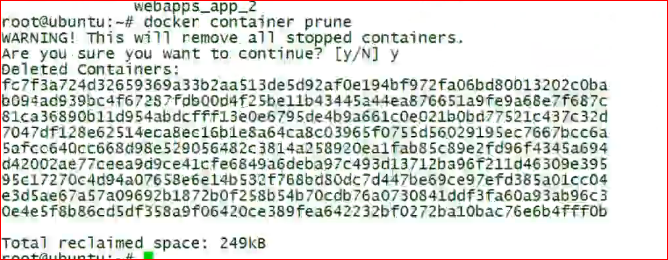 webapps_app_2
root@ubuntu:~# docker container prune
WARNING! This will remove all stopped containers.
Are you sure you want to continue? [y/N] y
Deleted Containers:
fc7f3a724d32659369a33b2aa513de5d92af0e194bf972fa06bd80013202c0ba
b094ad939bc4f67287fdb00d4f25be11b43445a44ea876651a9fe9a68e7f687c
81ca36890b11d954abdcfff13e0e6795de4b9a661c0e021b0bd77521c437c32d
7047df128e62514eca8ec16b1e8a64ca8c03965f0755d56029195ec7667bcc6a
5afcc640cc668d98e529056482c3814a258920ea1fab85c89e2fd96f4345a694
d42002ae77ceea9d9ce41cfe6849a6deba97c493d13712ba96f211d46309e395
95c17270c4d94a07658e6e14b532f768bd80dc7d447be69ce97efd385a01cc04
e3d5ae67a57a09692b1872b0f258b54b70cdb76a0730841ddf3fa60a93ab96c3
0e4e5f8b86cd5df358a9f06420ce389fea642232bf0272ba10bac76e6b4fff0b
Total reclaimed space: 249kB
root@ubuntu:~#